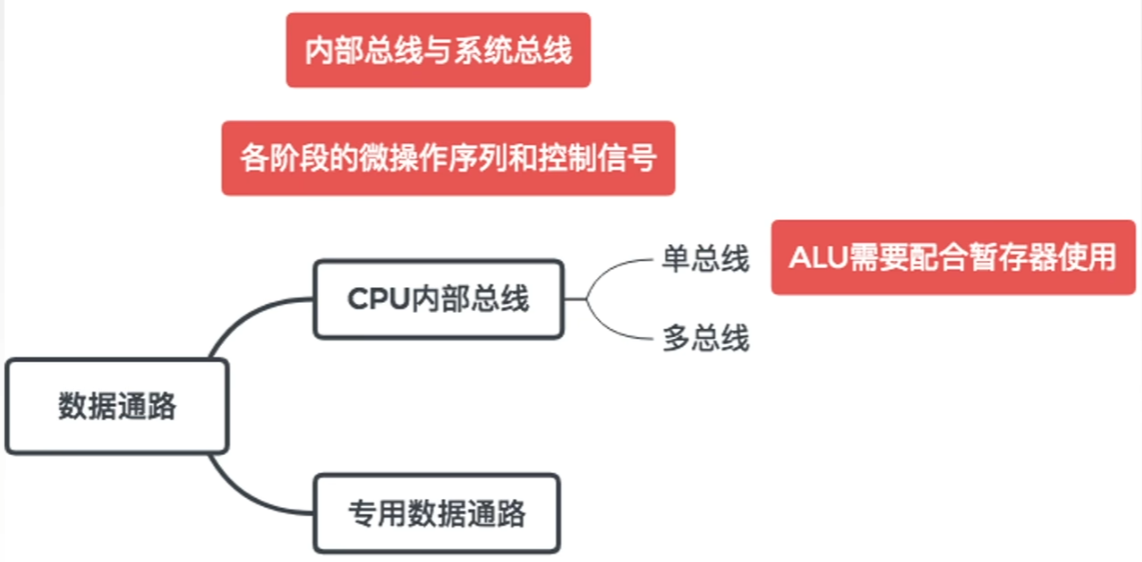 内部总线与系统总线
各阶段的微操作序列和控制信号
ALU需要配合暂存器使用
单总线
CPU内部总线
多总线
数据通路
专用数据通路